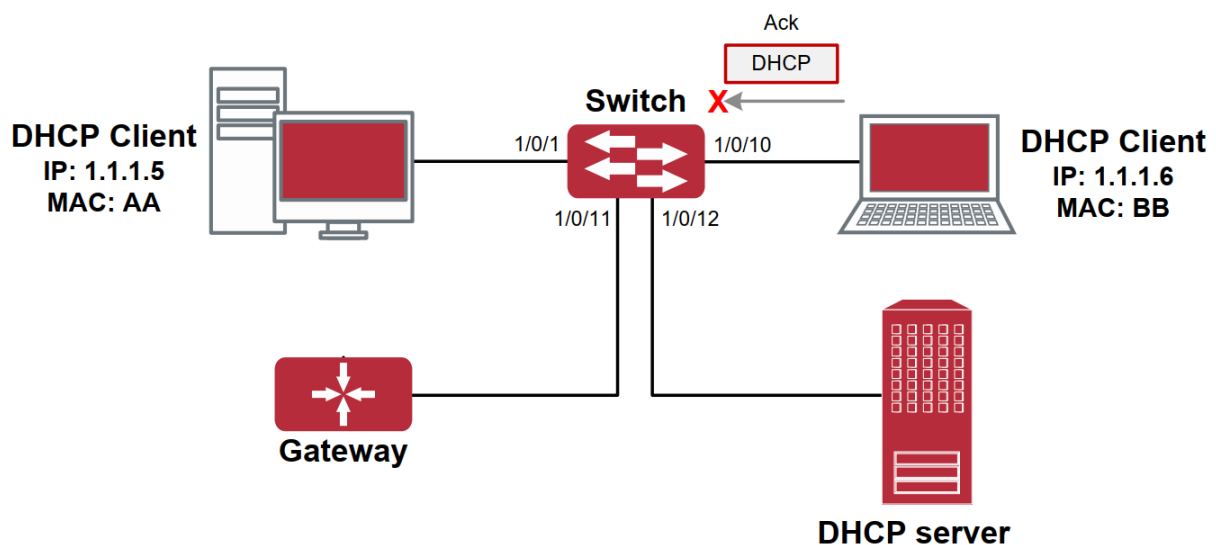 Ack
DHCP
Switch
X
1/0/1
1/0/10
DHCP Client
IP: 1.1.1.5
MAC: AA
DHCP Client
IP: 1.1.1.6
MAC: BB
1/0/11
1/0/12
Gateway
DHCP server